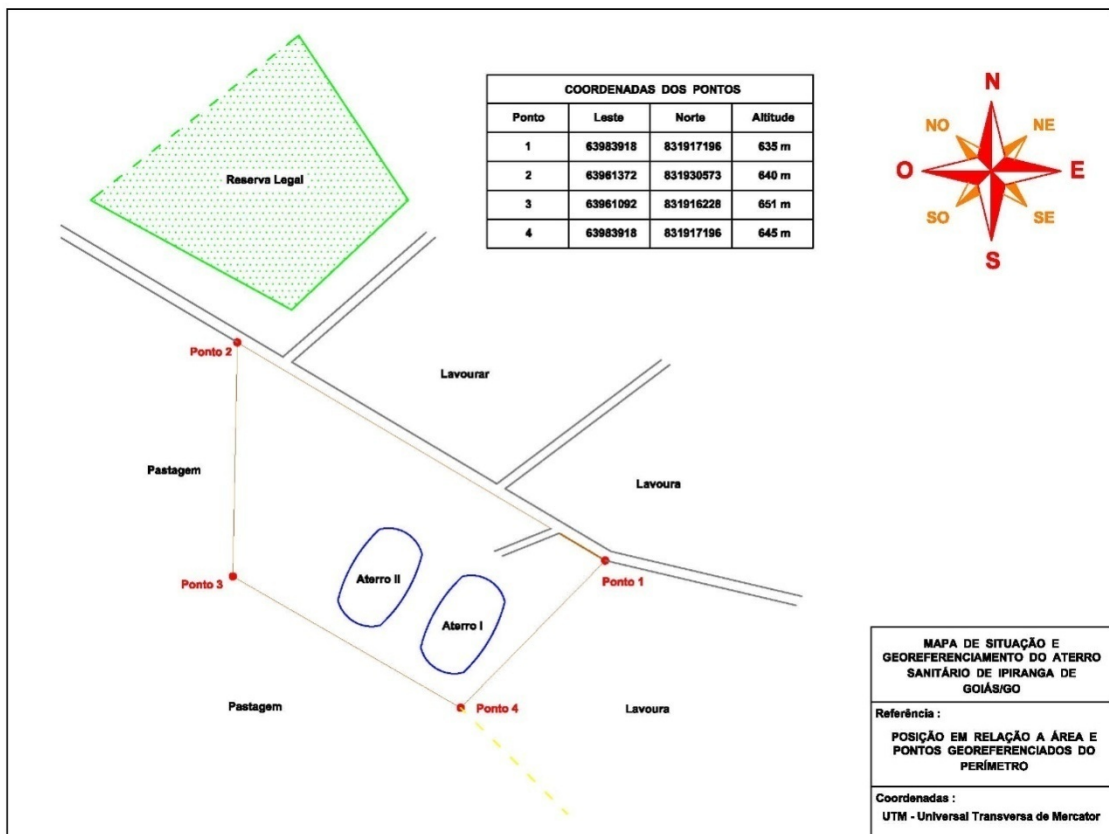 COORDENADAS DOS PONTOS
Ponto Leste Norte Altitude
1 63983918 831917196 635 m
2 63961372 831930573 640 m
3 63961092 831916228 651 m
4 63983918 831917196 645 m
N
NO NE
O E
SO SE
S
Reserva Legal
Ponto 2
Lavourar
Pastagem
Lavoura
Ponto 3
Aterro II
Ponto 1
Aterro I
Pastagem
Ponto 4
Lavoura
MAPA DE SITUAÇÃO E
GEOREFERENCIAMENTO DO ATERRO
SANITÁRIO DE IPIRANGA DE
GOIÁS/GO
Referência :
POSIÇÃO EM RELAÇÃO A ÁREA E
PONTOS GEOREFERENCIADOS DO
PERÍMETRO
Coordenadas :
UTM - Universal Transversa de Mercator